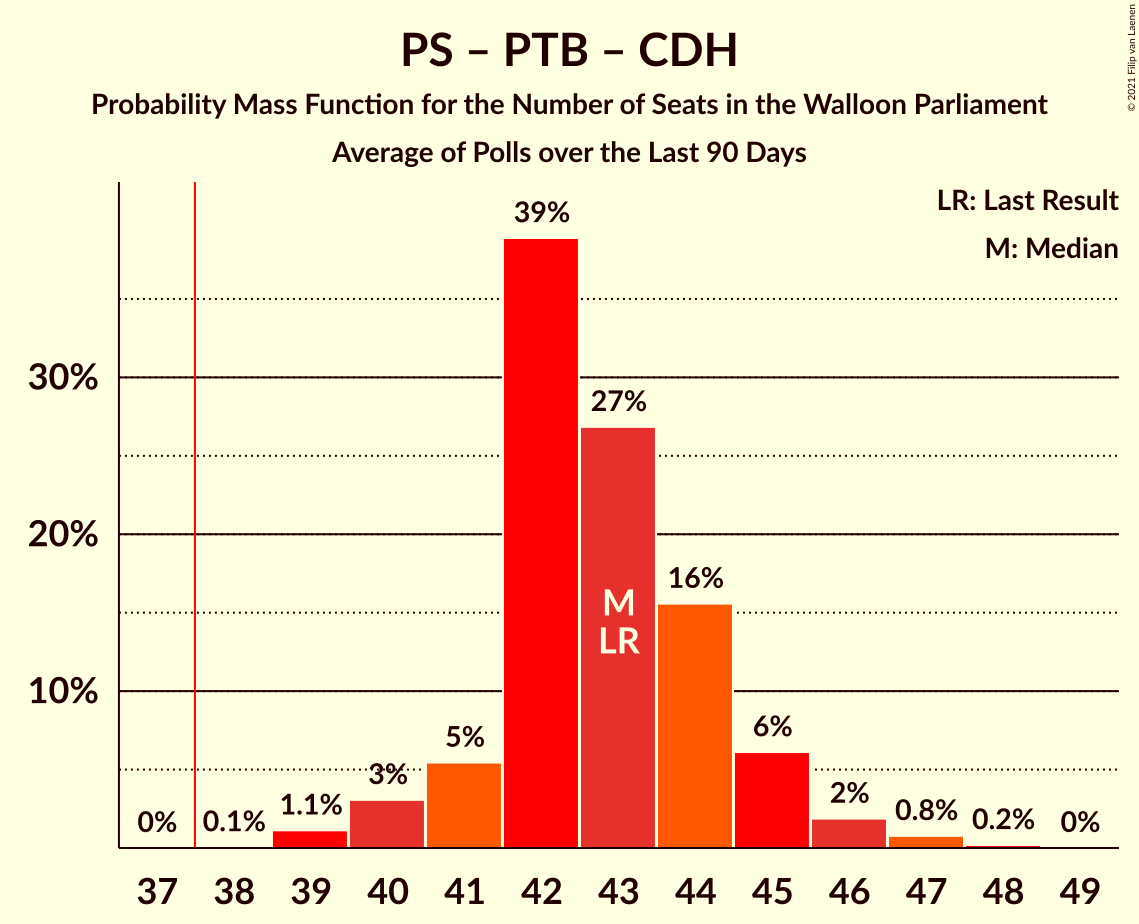 PS – PTB – CDH
Probability Mass Function for the Number of Seats in the Walloon Parliament
Average of Polls over the Last 90 Days
© 2021 Filip van Laenen
LR: Last Result
M: Median
39%
30%
27%
20%
16%
M
LR
10%
6%
5%
3%
2%
1.1%
0.8%
0%
0.1%
0.2%
0%
37 38 39 40 41 42 43 44 45 46 47 48 49